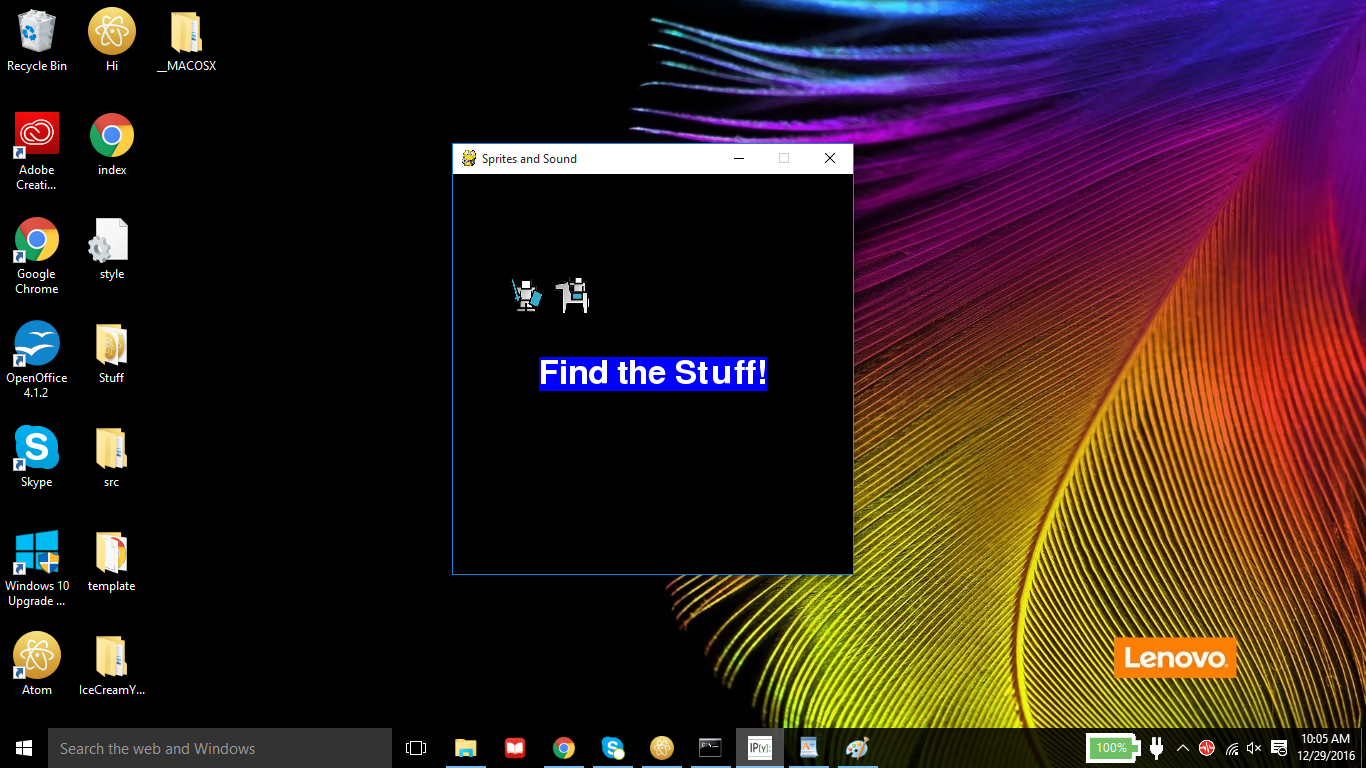 Recycle Bin
Hi
__MACOSX
Adobe
Creati...
index
Google
Chrome
style
OpenOffice
4.1.2
Stuff
Skype
src
Windows 10
Upgrade ...
template
Atom
IceCreamY...
Sprites and Sound
Find the Stuff!
Lenovo
Search the web and Windows
C:\_
IP[y]:
100%
10:05 AM
12/29/2016